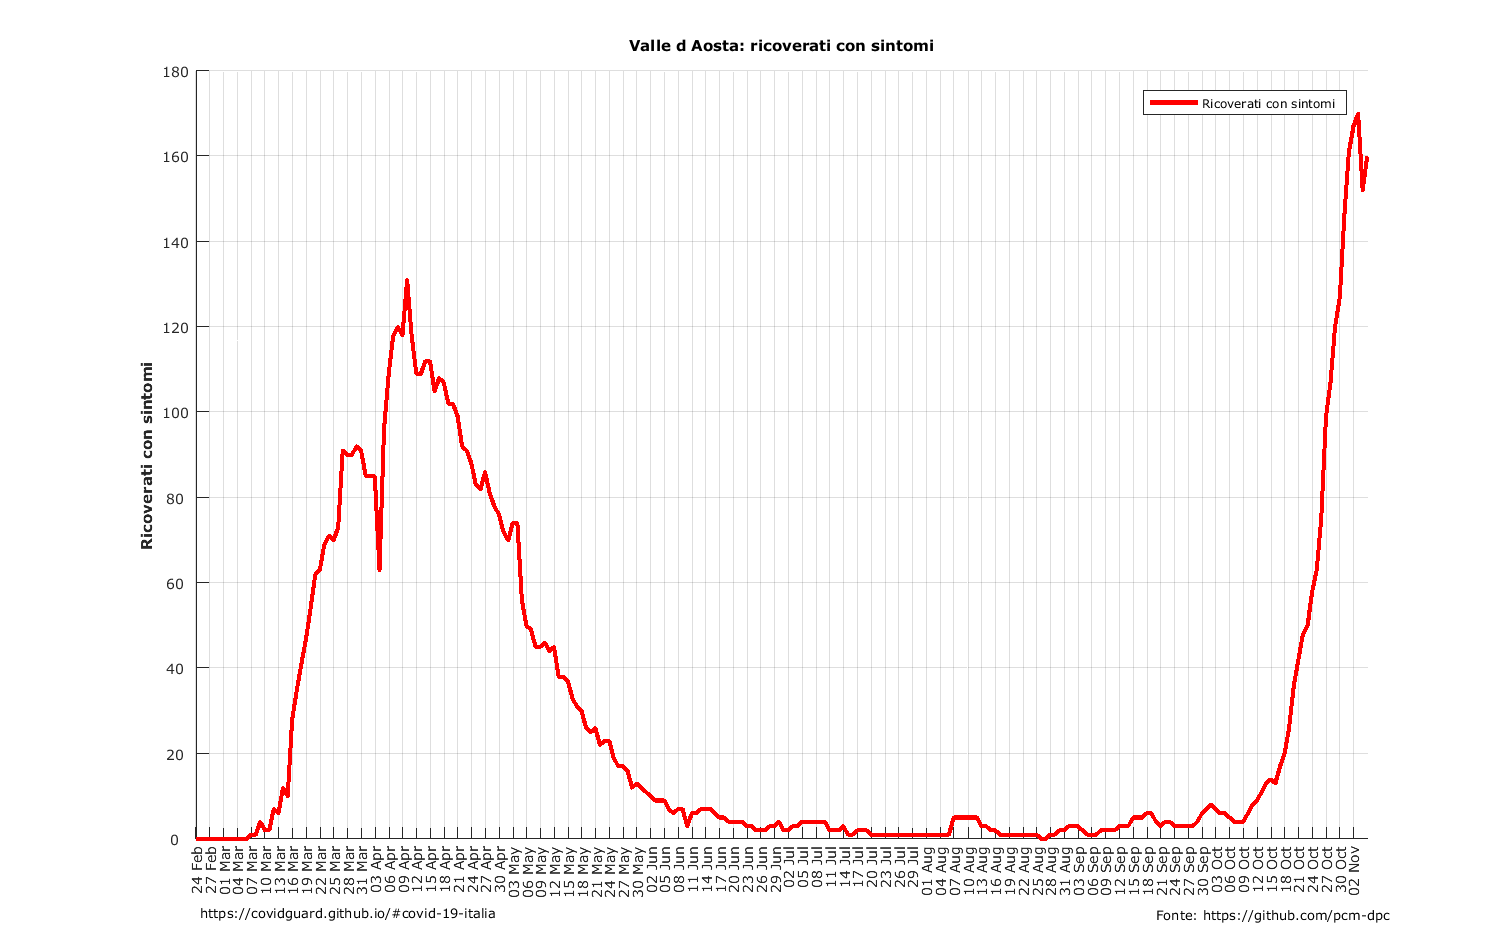 Valle d Aosta: ricoverati con sintomi
Ricoverati con sintomi
Ricoverati con sintomi
180
160
140
120
100
80
60
40
20
0
24 Feb
27 Feb
01 Mar
04 Mar
07 Mar
10 Mar
13 Mar
16 Mar
19 Mar
22 Mar
25 Mar
28 Mar
31 Mar
03 Apr
06 Apr
09 Apr
12 Apr
15 Apr
18 Apr
21 Apr
24 Apr
27 Apr
30 Apr
03 May
06 May
09 May
12 May
15 May
18 May
21 May
24 May
27 May
30 May
02 Jun
05 Jun
08 Jun
11 Jun
14 Jun
17 Jun
20 Jun
23 Jun
26 Jun
29 Jun
02 Jul
05 Jul
08 Jul
11 Jul
14 Jul
17 Jul
20 Jul
23 Jul
26 Jul
29 Jul
01 Aug
04 Aug
07 Aug
10 Aug
13 Aug
16 Aug
19 Aug
22 Aug
25 Aug
28 Aug
31 Aug
03 Sep
06 Sep
09 Sep
12 Sep
15 Sep
18 Sep
21 Sep
24 Sep
27 Sep
30 Sep
03 Oct
06 Oct
09 Oct
12 Oct
15 Oct
18 Oct
21 Oct
24 Oct
27 Oct
30 Oct
02 Nov
https://covidguard.github.io/#covid-19-italia
Fonte: https://github.com/pcm-dpc